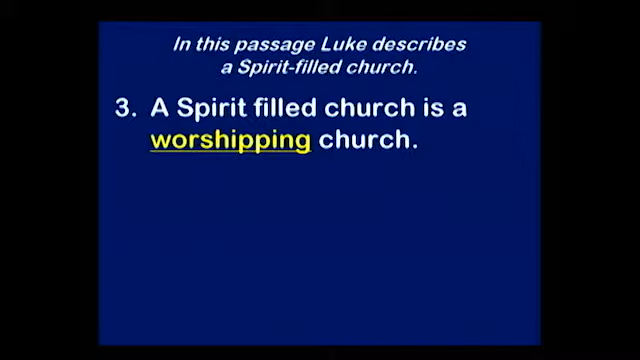 In this passage Luke describes
a Spirit-filled church.
3. A Spirit filled church is a
worshipping church.